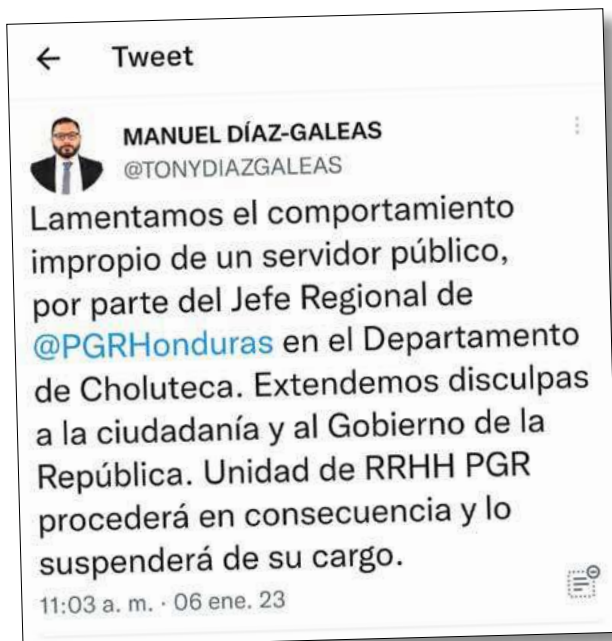 ← Tweet
MANUEL DÍAZ-GALEAS
@TONYDIAZGALEAS
Lamentamos el comportamiento
impropio de un servidor público,
por parte del Jefe Regional de
@PGRHonduras en el Departamento
de Choluteca. Extendemos disculpas
a la ciudadanía y al Gobierno de la
República. Unidad de RRHH PGR
procederá en consecuencia y lo
suspenderá de su cargo.
11:03 a. m. · 06 ene. 23